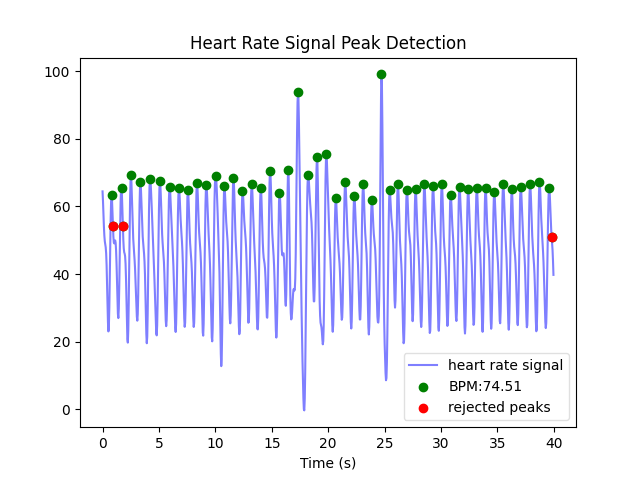 Heart Rate Signal Peak Detection
100
80
60
40
20
0
heart rate signal
BPM:74.51
rejected peaks
0 5 10 15 20 25 30 35 40
Time (s)